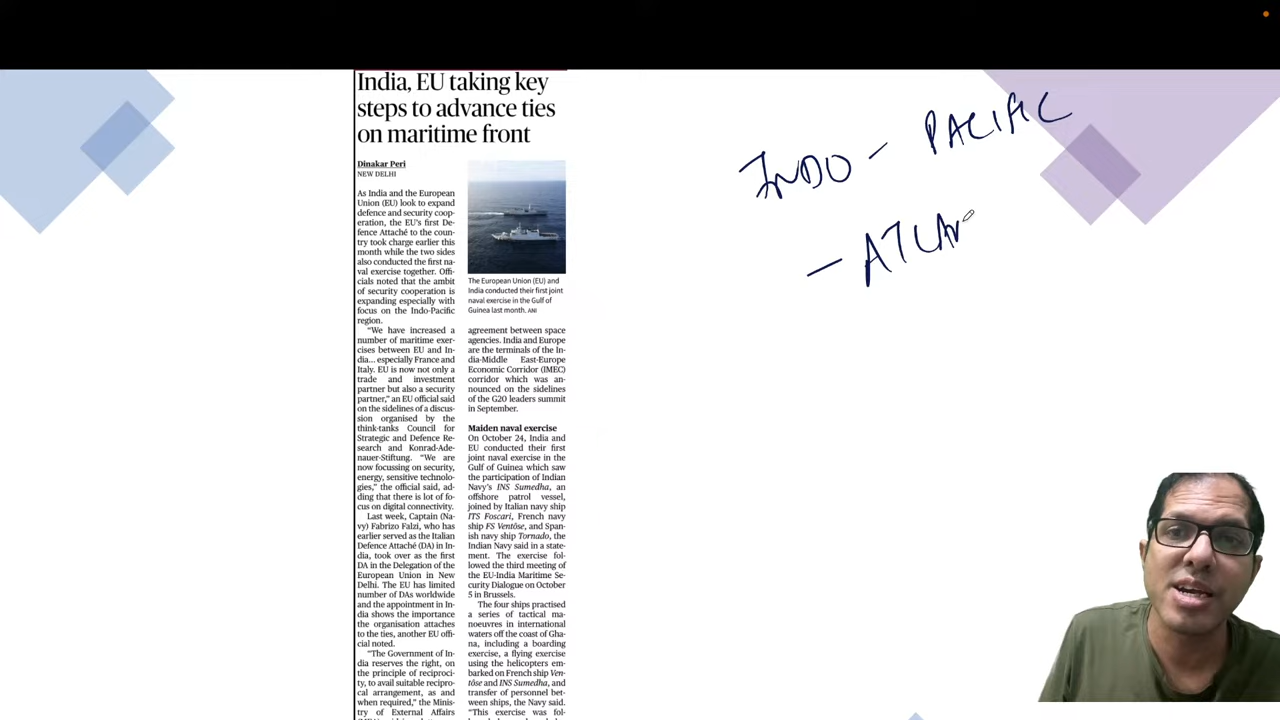 India, EU taking key
steps to advance ties
on maritime front
Dinakar Peri
NEW DELHI
As India and the European
Union (EU) look to expand
defence and security coop-
eration, the EU's first De-
fence Attaché to the coun-
try took charge earlier this
month while the two sides
also conducted the first na-
val exercise together. Offi-
cials noted that the ambit
of security cooperation is
expanding especially with
focus on the Indo-Pacific
region.
"We have increased a
number of maritime exer-
cises between EU and In-
dia... especially France and
Italy. EU is now not only a
trade and investment
partner but also a security
partner," an EU official said
on the sidelines of a discus-
sion organised by the
think-tanks Council for
Strategic and Defence Re-
search and Konrad-Ade-
nauer-Stiftung. "We are
now focussing on security,
energy, sensitive technolo-
gies," the official said, ad-
ding that there is lot of fo-
cus on digital connectivity.
Last week, Captain (Na-
vy) Fabrizo Falzi, who has
earlier served as the Italian
Defence Attaché (DA) in In-
dia, took over as the first
DA in the Delegation of the
European Union in New
Delhi. The EU has limited
number of DAs worldwide
and the appointment in In-
dia shows the importance
the organisation attaches
to the ties, another EU offi-
cial noted.
"The Government of In-
dia reserves the right, on
the principle of reciproci-
ty, to avail suitable recipro-
cal arrangement, as and
when required," the Minis-
try of External Affairs
The European Union (EU) and
India conducted their first joint
naval exercise in the Gulf of
Guinea last month. ANI
agreement between space
agencies. India and Europe
are the terminals of the In-
dia-Middle East-Europe
Economic Corridor (IMEC)
corridor which was an-
nounced on the sidelines
of the G20 leaders summit
in September.
Maiden naval exercise
On October 24, India and
EU conducted their first
joint naval exercise in the
Gulf of Guinea which saw
the participation of Indian
Navy's INS Sumedha, an
offshore patrol vessel,
joined by Italian navy ship
ITS Foscari, French navy
ship FS Ventôse, and Span-
ish navy ship Tornado, the
Indian Navy said in a state-
ment. The exercise fol-
lowed the third meeting of
the EU-India Maritime Se-
curity Dialogue on October
5 in Brussels.
The four ships practised
a series of tactical ma-
noeuvres in international
waters off the coast of Gha-
na, including a boarding
exercise, a flying exercise
using the helicopters em-
barked on French ship Ven-
tôse and INS Sumedha, and
transfer of personnel bet-
ween ships, the Navy said.
"This exercise was fol-
INDO - PACIFIC
- ATLAN